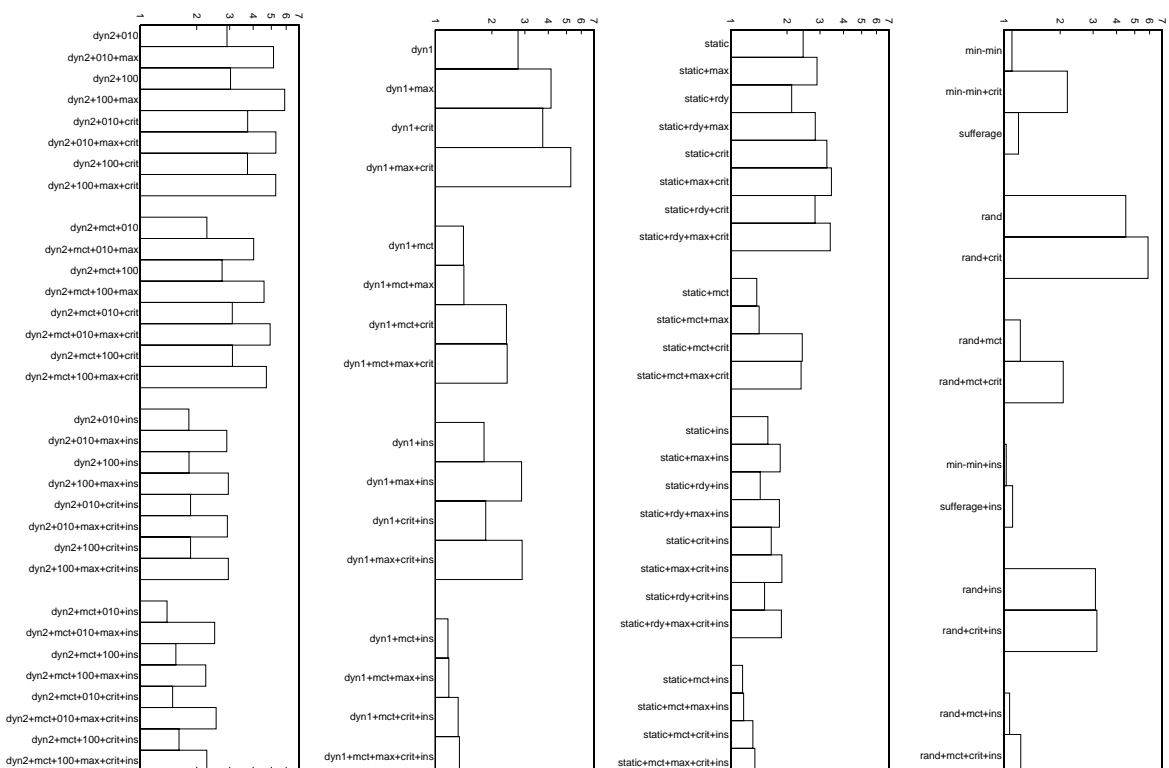 1 2 3 4 5 6 7
dyn2+010
dyn2+010+max
dyn2+100
dyn2+100+max
dyn2+010+crit
dyn2+010+max+crit
dyn2+100+crit
dyn2+100+max+crit
dyn2+mct+010
dyn2+mct+010+max
dyn2+mct+100
dyn2+mct+100+max
dyn2+mct+010+crit
dyn2+mct+010+max+crit
dyn2+mct+100+crit
dyn2+mct+100+max+crit
dyn2+010+ins
dyn2+010+max+ins
dyn2+100+ins
dyn2+100+max+ins
dyn2+010+crit+ins
dyn2+010+max+crit+ins
dyn2+100+crit+ins
dyn2+100+max+crit+ins
dyn2+mct+010+ins
dyn2+mct+010+max+ins
dyn2+mct+100+ins
dyn2+mct+100+max+ins
dyn2+mct+010+crit+ins
dyn2+mct+010+max+crit+ins
dyn2+mct+100+crit+ins
dyn2+mct+100+max+crit+ins
1 2 3 4 5 6 7
dyn1
dyn1+max
dyn1+crit
dyn1+max+crit
dyn1+mct
dyn1+mct+max
dyn1+mct+crit
dyn1+mct+max+crit
dyn1+ins
dyn1+max+ins
dyn1+crit+ins
dyn1+max+crit+ins
dyn1+mct+ins
dyn1+mct+max+ins
dyn1+mct+crit+ins
dyn1+mct+max+crit+ins
1 2 3 4 5 6 7
static
static+max
static+rdy
static+rdy+max
static+crit
static+max+crit
static+rdy+crit
static+rdy+max+crit
static+mct
static+mct+max
static+mct+crit
static+mct+max+crit
static+ins
static+max+ins
static+rdy+ins
static+rdy+max+ins
static+crit+ins
static+max+crit+ins
static+rdy+crit+ins
static+rdy+max+crit+ins
static+mct+ins
static+mct+max+ins
static+mct+crit+ins
static+mct+max+crit+ins
1 2 3 4 5 6 7
min-min
min-min+crit
sufferage
rand
rand+crit
rand+mct
rand+mct+crit
min-min+ins
sufferage+ins
rand+ins
rand+crit+ins
rand+mct+ins
rand+mct+crit+ins